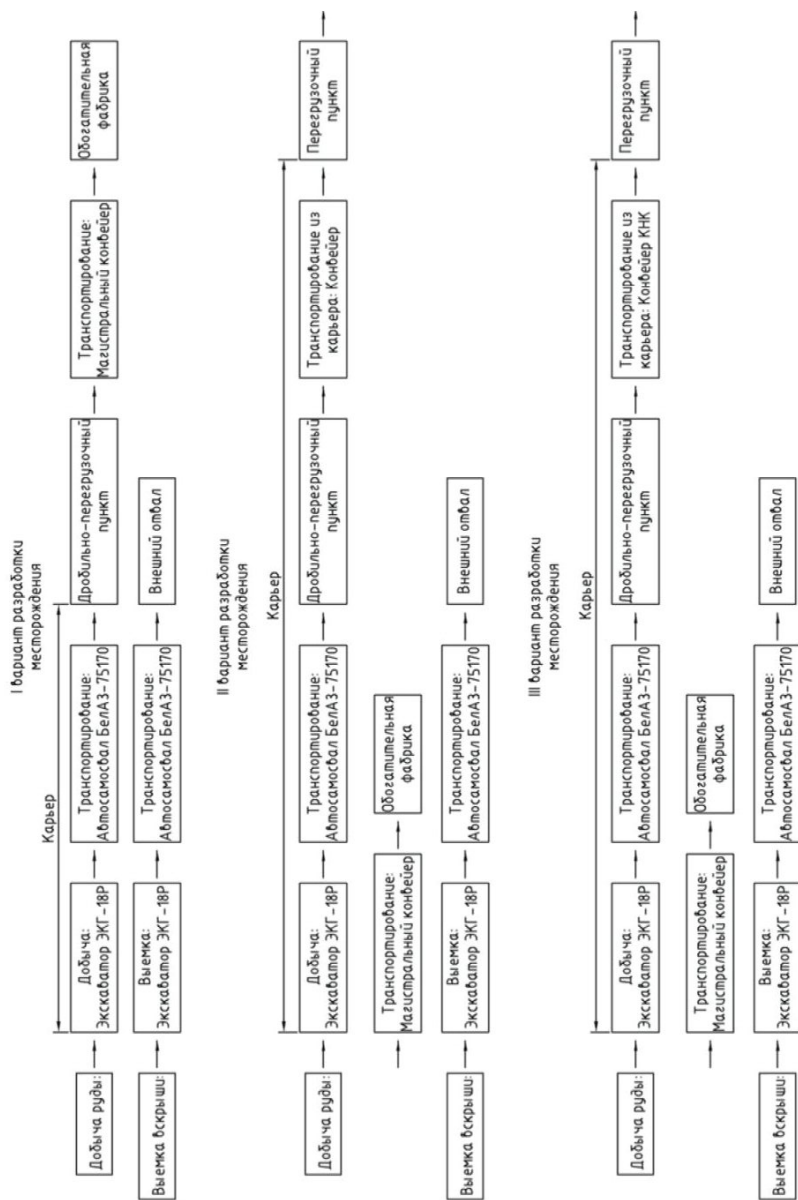 I вариант разработки
месторождения
Карьер
Добыча руды:
Добыча:
Экскаватор ЭКГ-18Р
Транспортирование:
Автосамосвал БелАЗ-75170
Дробильно-перегрузочный
пункт
Транспортирование:
Магистральный конвейер
Обогатительная
фабрика
Выемка вскрыши:
Выемка:
Экскаватор ЭКГ-18Р
Транспортирование:
Автосамосвал БелАЗ-75170
Внешний отвал
II вариант разработки
месторождения
Карьер
Добыча руды:
Добыча:
Экскаватор ЭКГ-18Р
Транспортирование:
Автосамосвал БелАЗ-75170
Дробильно-перегрузочный
пункт
Транспортирование из
карьера: Конвейер
Перегрузочный
пункт
Транспортирование:
Магистральный конвейер
Обогатительная
фабрика
Выемка вскрыши:
Выемка:
Экскаватор ЭКГ-18Р
Транспортирование:
Автосамосвал БелАЗ-75170
Внешний отвал
III вариант разработки
месторождения
Карьер
Добыча руды:
Добыча:
Экскаватор ЭКГ-18Р
Транспортирование:
Автосамосвал БелАЗ-75170
Дробильно-перегрузочный
пункт
Транспортирование из
карьера: Конвейер КНК
Перегрузочный
пункт
Транспортирование:
Магистральный конвейер
Обогатительная
фабрика
Выемка вскрыши:
Выемка:
Экскаватор ЭКГ-18Р
Транспортирование:
Автосамосвал БелАЗ-75170
Внешний отвал